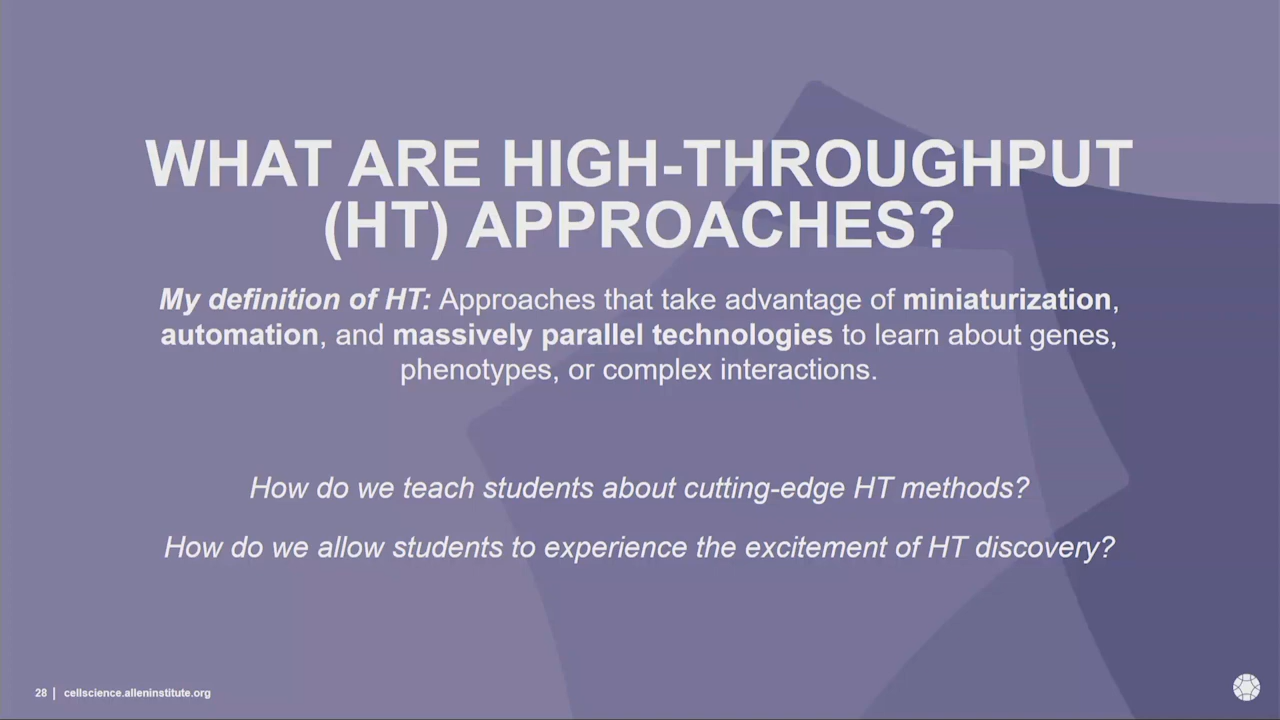 WHAT ARE HIGH-THROUGHPUT
(HT) APPROACHES?
My definition of HT: Approaches that take advantage of miniaturization,
automation, and massively parallel technologies to learn about genes,
phenotypes, or complex interactions.
How do we teach students about cutting-edge HT methods?
How do we allow students to experience the excitement of HT discovery?
28 | cellscience.alleninstitute.org